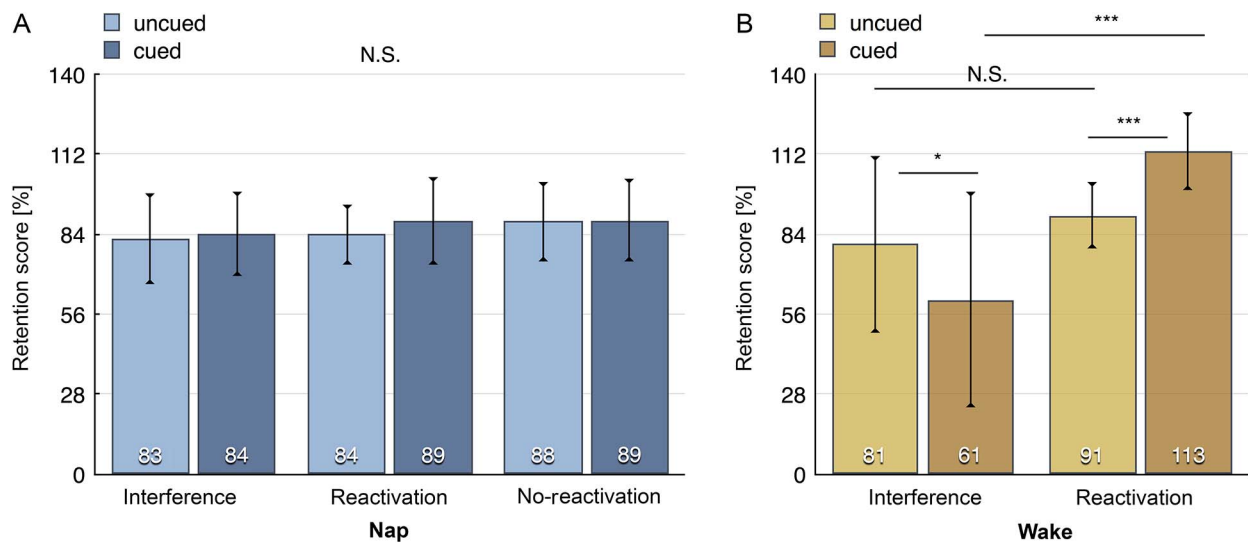 A
uncued
cued
N.S.
140
112
84
56
28
0
Retention score [%]
83
84
84
89
88
89
Interference
Reactivation
No-reactivation
Nap
B
uncued
cued
***
N.S.
***
*
140
112
84
56
28
0
Retention score [%]
81
61
91
113
Interference
Reactivation
Wake